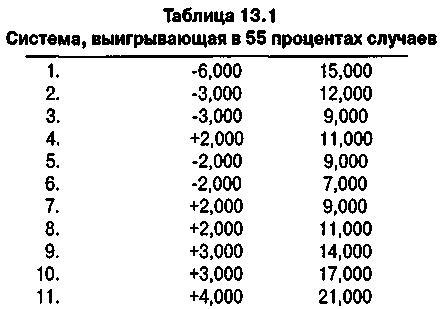 Таблица 13.1
Система, выигрывающая в 55 процентах случаев
1. -6,000 15,000
2. -3,000 12,000
3. -3,000 9,000
4. +2,000 11,000
5. -2,000 9,000
6. -2,000 7,000
7. +2,000 9,000
8. +2,000 11,000
9. +3,000 14,000
10. +3,000 17,000
11. +4,000 21,000